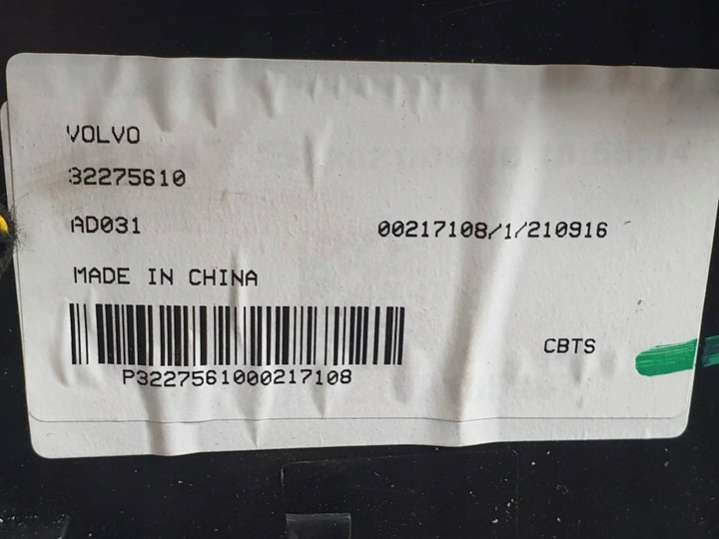 VOLVO
32275610
AD031 00217108/1/210916
MADE IN CHINA
CBTS
P3227561000217108